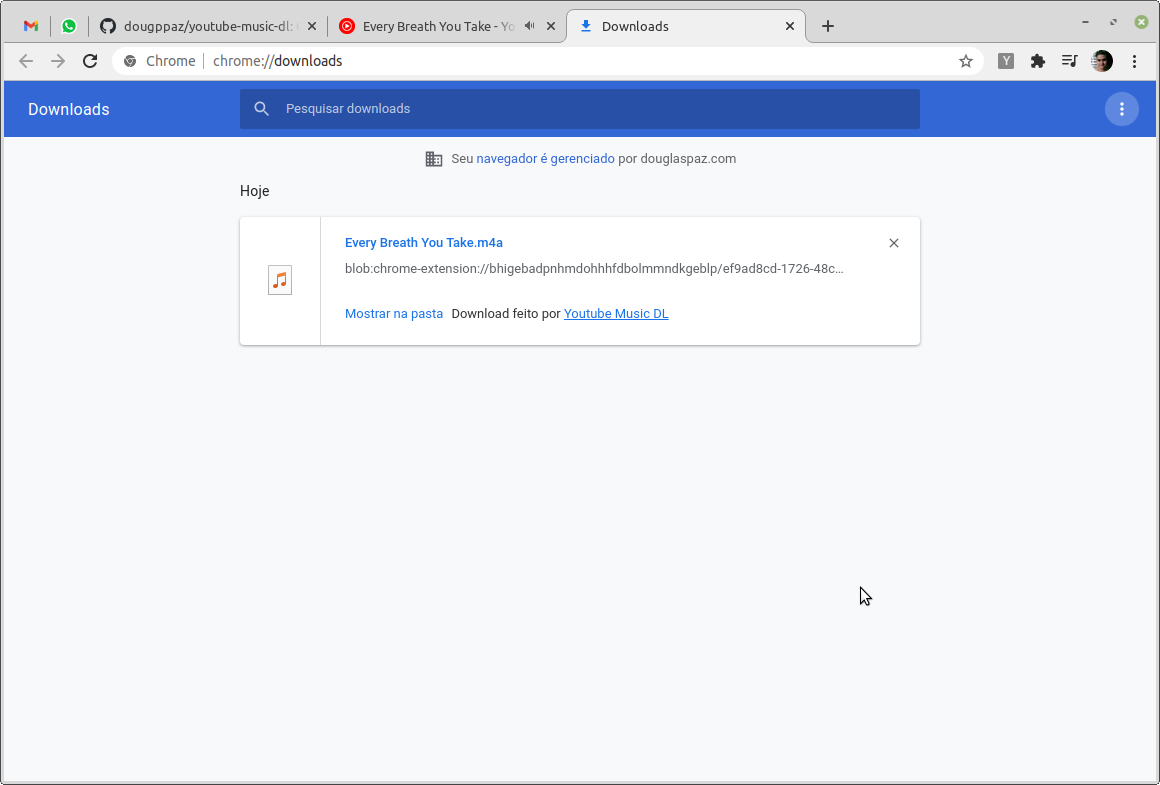 dougppaz/youtube-music-dl:
Every Breath You Take - Yo
Downloads
Chrome
chrome://downloads
Y
Downloads
Pesquisar downloads
Seu navegador é gerenciado por douglaspaz.com
Hoje
Every Breath You Take.m4a
blob:chrome-extension://bhigebadpnhmdohhhfdbolmmndkgeblp/ef9ad8cd-1726-48c…
Mostrar na pasta Download feito por Youtube Music DL